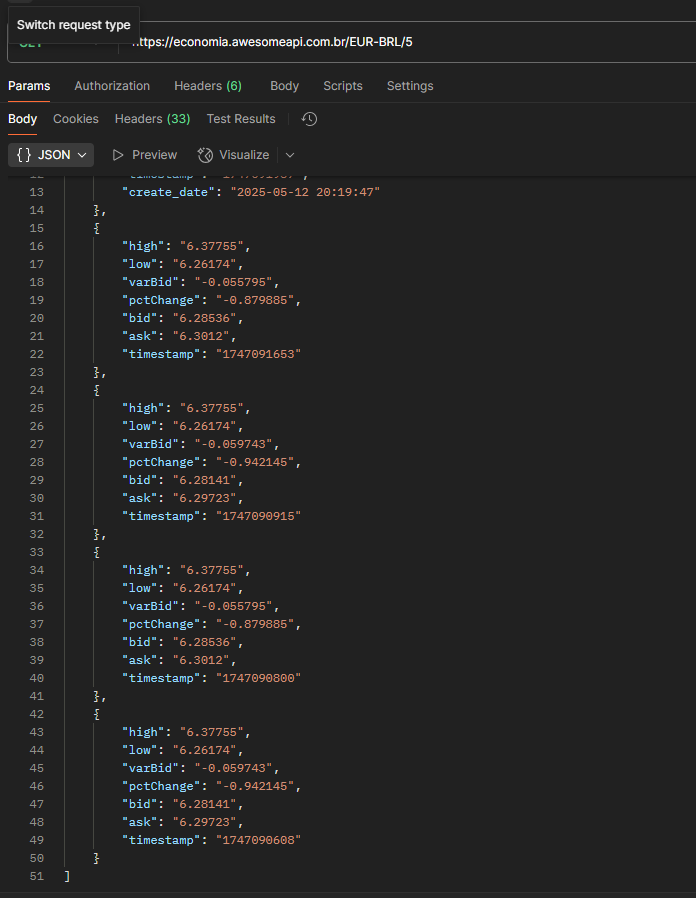 Switch request type
GET https://economia.awesomeapi.com.br/EUR-BRL/5
Params Authorization Headers (6) Body Scripts Settings
Body Cookies Headers (33) Test Results
{} JSON Preview Visualize
13 "create_date": "2025-05-12 20:19:47"
14 },
15 {
16 "high": "6.37755",
17 "low": "6.26174",
18 "varBid": "-0.055795",
19 "pctChange": "-0.879885",
20 "bid": "6.28536",
21 "ask": "6.3012",
22 "timestamp": "1747091653"
23 },
24 {
25 "high": "6.37755",
26 "low": "6.26174",
27 "varBid": "-0.059743",
28 "pctChange": "-0.942145",
29 "bid": "6.28141",
30 "ask": "6.29723",
31 "timestamp": "1747090915"
32 },
33 {
34 "high": "6.37755",
35 "low": "6.26174",
36 "varBid": "-0.055795",
37 "pctChange": "-0.879885",
38 "bid": "6.28536",
39 "ask": "6.3012",
40 "timestamp": "1747090800"
41 },
42 {
43 "high": "6.37755",
44 "low": "6.26174",
45 "varBid": "-0.059743",
46 "pctChange": "-0.942145",
47 "bid": "6.28141",
48 "ask": "6.29723",
49 "timestamp": "1747090608"
50 }
51 ]